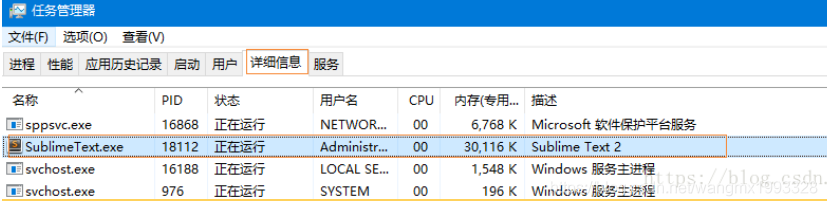 任务管理器
文件(F) 选项(O) 查看(V)
进程 性能 应用历史记录 启动 用户 详细信息 服务
名称 PID 状态 用户名 CPU 内存(专用... 描述
sppsvc.exe 16868 正在运行 NETWOR... 00 6,768 K Microsoft 软件保护平台服务
SublimeText.exe 18112 正在运行 Administr... 00 30,116 K Sublime Text 2
svchost.exe 16188 正在运行 LOCAL SE... 00 1,548 K Windows 服务主进程
svchost.exe 976 正在运行 SYSTEM 00 196 K Windows 服务主进程
https://blog.csdn.